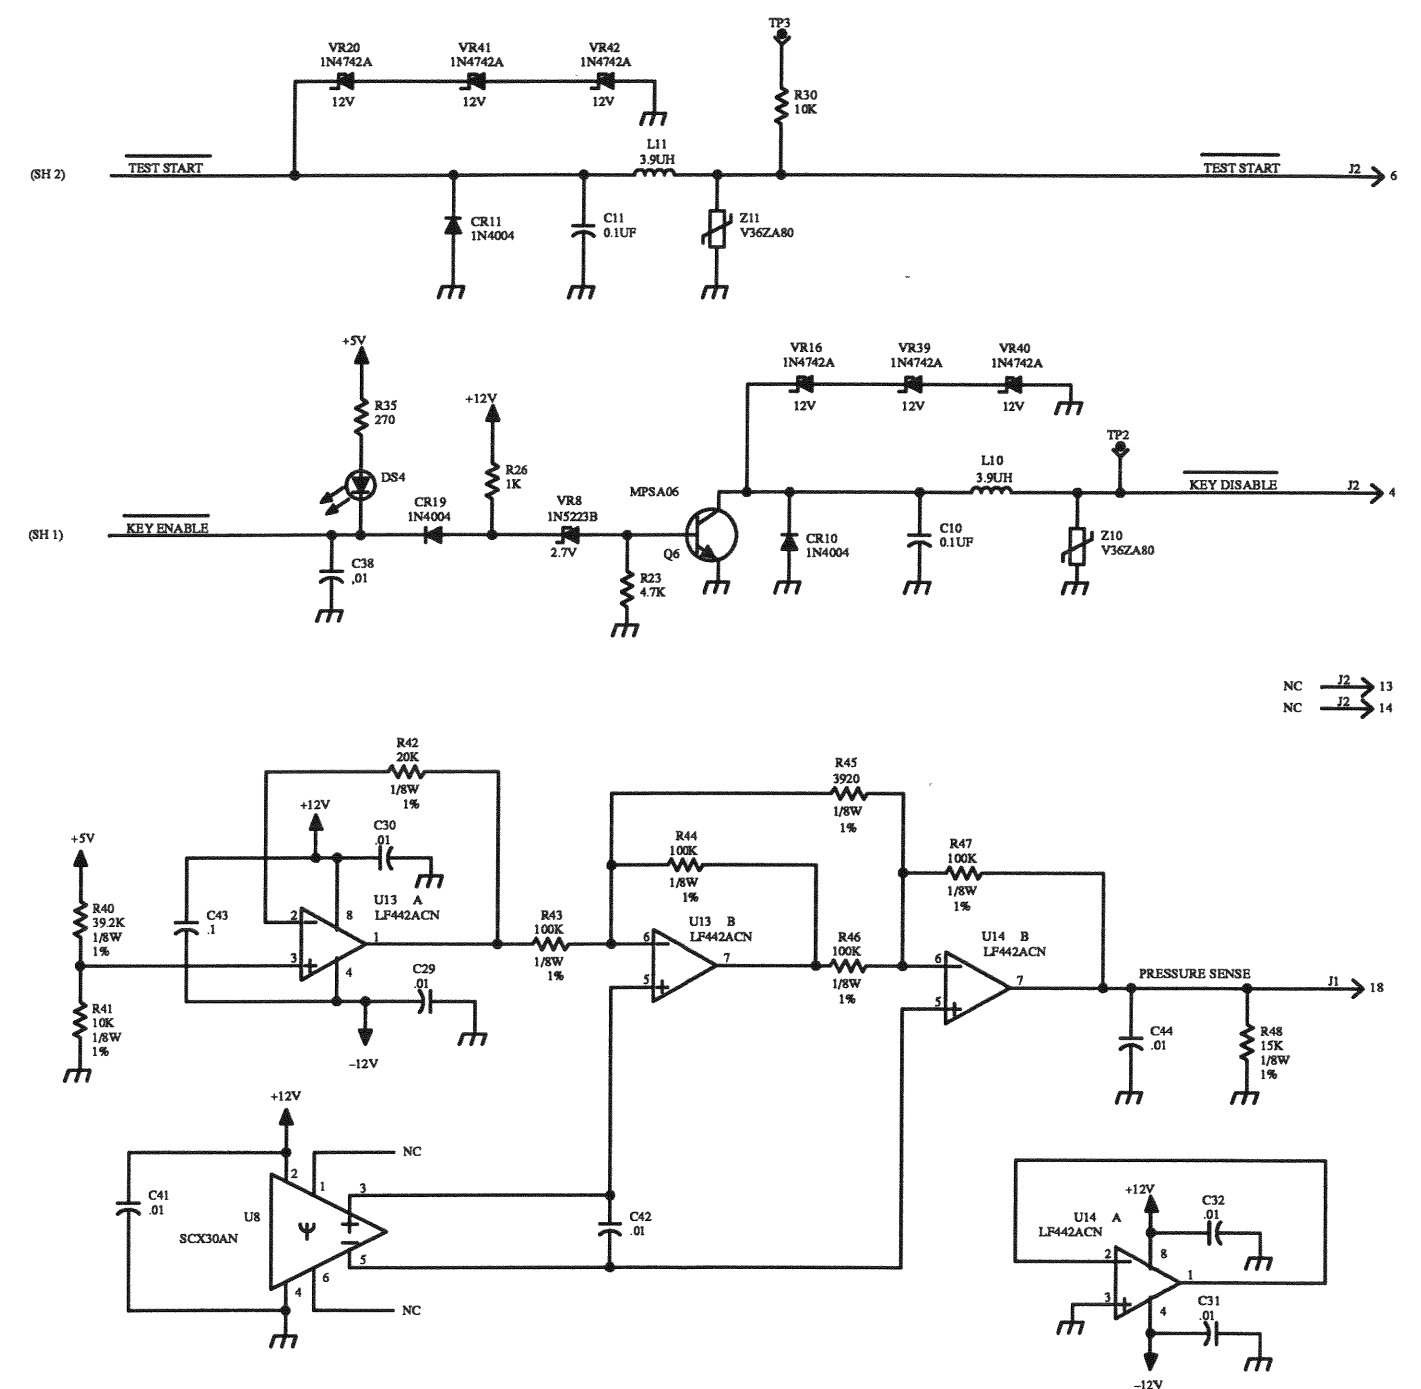 TP3
VR20
1N4742A
12V
VR41
1N4742A
12V
VR42
1N4742A
12V
R30
10K
L11
3.9UH
(SH 2)
TEST START
TEST START
J2
6
CR11
1N4004
C11
0.1UF
Z11
V36ZA80
+5V
R35
270
DS4
+12V
R26
1K
VR16
1N4742A
12V
VR39
1N4742A
12V
VR40
1N4742A
12V
TP2
L10
3.9UH
KEY DISABLE
J2
4
MPSA06
CR19
1N4004
VR8
1N5223B
2.7V
(SH 1)
KEY ENABLE
C38
,01
R23
4.7K
Q6
CR10
1N4004
C10
0.1UF
Z10
V36ZA80
NC
J2
13
NC
J2
14
R42
20K
1/8W
1%
+12V
C30
.01
+5V
R40
39.2K
1/8W
1%
C43
.1
U13 A
LF442ACN
2
8
1
3
4
C29
.01
-12V
R41
10K
1/8W
1%
R43
100K
1/8W
1%
R45
3920
1/8W
1%
R44
100K
1/8W
1%
U13 B
LF442ACN
6
7
5
R46
100K
1/8W
1%
R47
100K
1/8W
1%
U14 B
LF442ACN
6
7
5
PRESSURE SENSE
J1
18
C44
.01
R48
15K
1/8W
1%
+12V
NC
2
1
3
C41
.01
U8
SCX30AN
C42
.01
5
6
4
NC
+12V
C32
.01
U14 A
LF442ACN
2
8
1
3
4
C31
.01
-12V